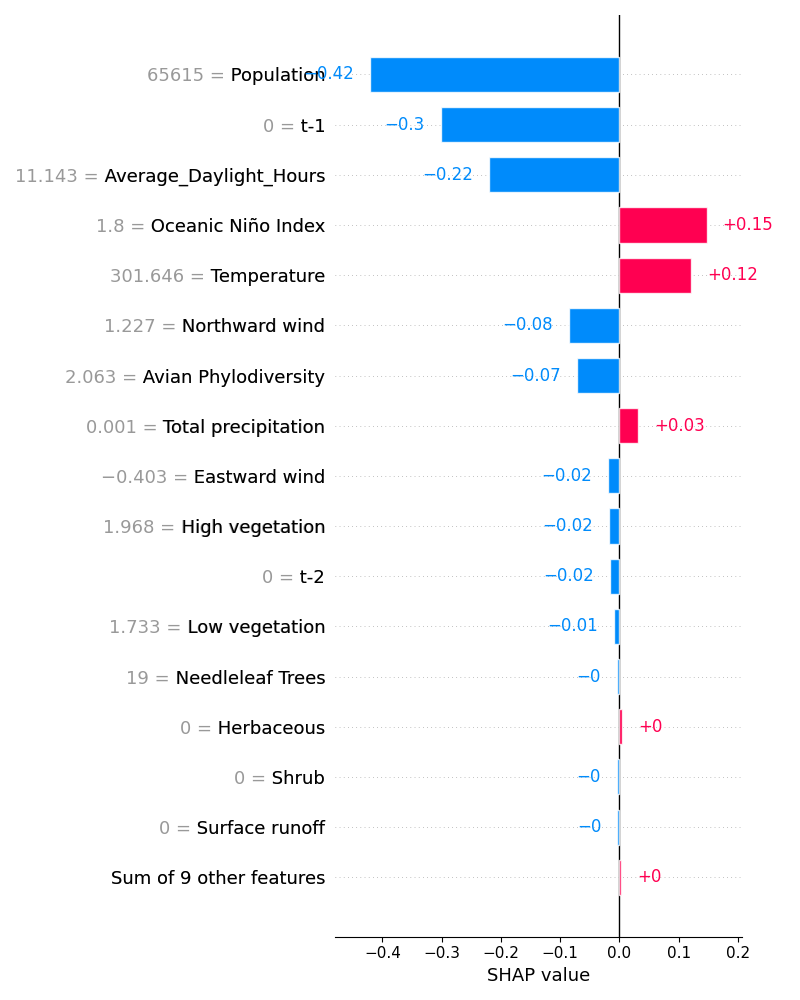 65615 = Population −0.42
0 = t-1 −0.3
11.143 = Average_Daylight_Hours −0.22
1.8 = Oceanic Niño Index +0.15
301.646 = Temperature +0.12
1.227 = Northward wind −0.08
2.063 = Avian Phylodiversity −0.07
0.001 = Total precipitation +0.03
−0.403 = Eastward wind −0.02
1.968 = High vegetation −0.02
0 = t-2 −0.02
1.733 = Low vegetation −0.01
19 = Needleleaf Trees −0
0 = Herbaceous +0
0 = Shrub −0
0 = Surface runoff −0
Sum of 9 other features +0
−0.4 −0.3 −0.2 −0.1 0.0 0.1 0.2
SHAP value